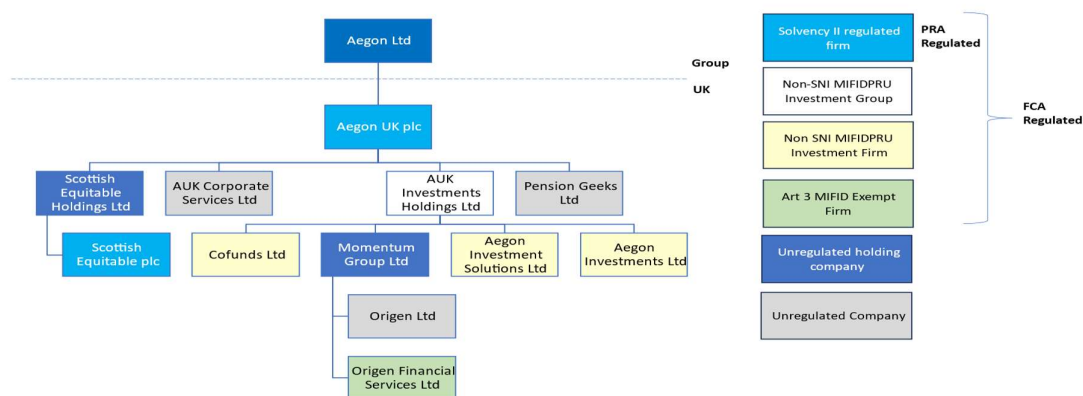 Aegon Ltd
Group
UK
Aegon UK plc
Scottish
Equitable
Holdings Ltd
AUK Corporate
Services Ltd
AUK
Investments
Holdings Ltd
Pension Geeks
Ltd
Scottish
Equitable plc
Cofunds Ltd
Momentum
Group Ltd
Aegon
Investment
Solutions Ltd
Aegon
Investments Ltd
Origen Ltd
Origen Financial
Services Ltd
Solvency II regulated
firm
PRA
Regulated
Non-SNI MIFIDPRU
Investment Group
Non SNI MIFIDPRU
Investment Firm
Art 3 MIFID Exempt
Firm
FCA
Regulated
Unregulated holding
company
Unregulated Company